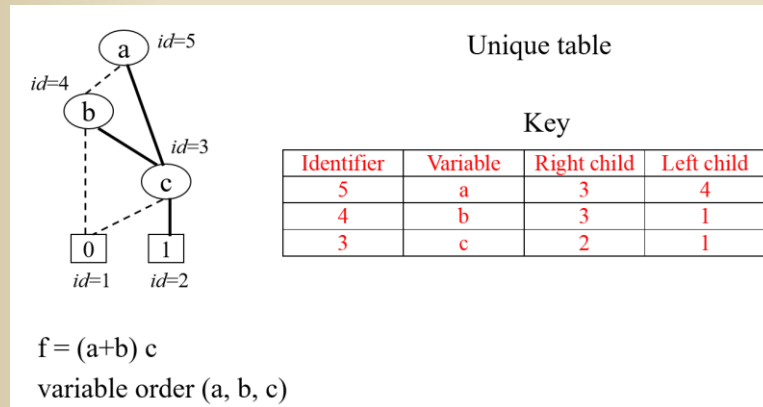 a id=5
id=4
b
id=3
c
0 1
id=1 id=2
f = (a+b) c
variable order (a, b, c)
Unique table
Key
Identifier Variable Right child Left child
5 a 3 4
4 b 3 1
3 c 2 1